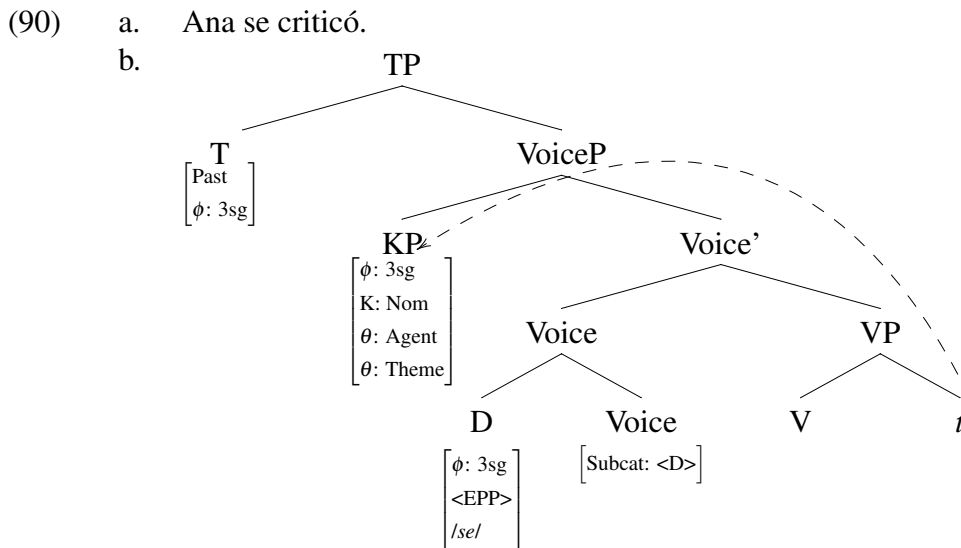 (90) a. Ana se criticó.
b.
TP
T VoiceP
[Past
ϕ: 3sg]
KP Voice’
[ϕ: 3sg
K: Nom
θ: Agent
θ: Theme]
Voice VP
D Voice V t
[ϕ: 3sg
<EPP>
/se/]
[Subcat: <D>]